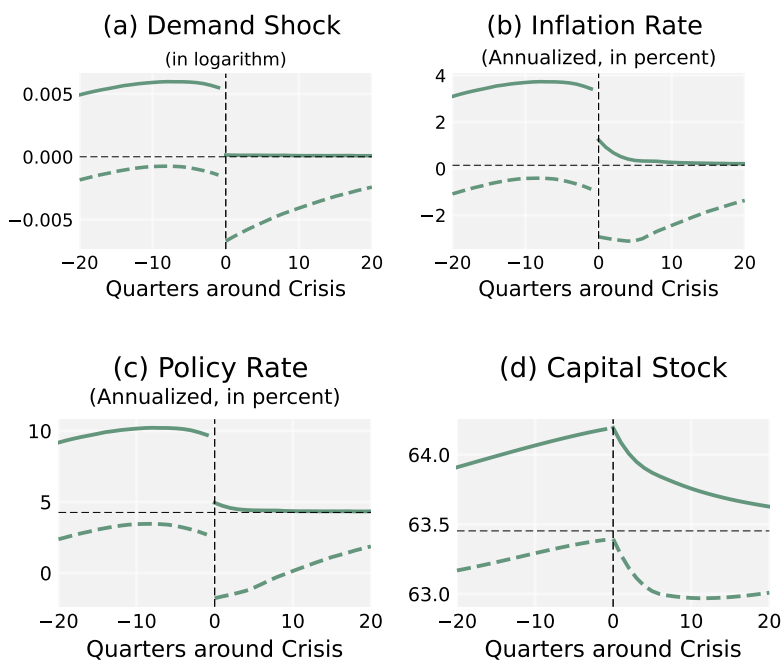 (a) Demand Shock
(in logarithm)
0.005
0.000
−0.005
−20 −10 0 10 20
Quarters around Crisis
(b) Inflation Rate
(Annualized, in percent)
4
2
0
−2
−20 −10 0 10 20
Quarters around Crisis
(c) Policy Rate
(Annualized, in percent)
10
5
0
−20 −10 0 10 20
Quarters around Crisis
(d) Capital Stock
64.0
63.5
63.0
−20 −10 0 10 20
Quarters around Crisis